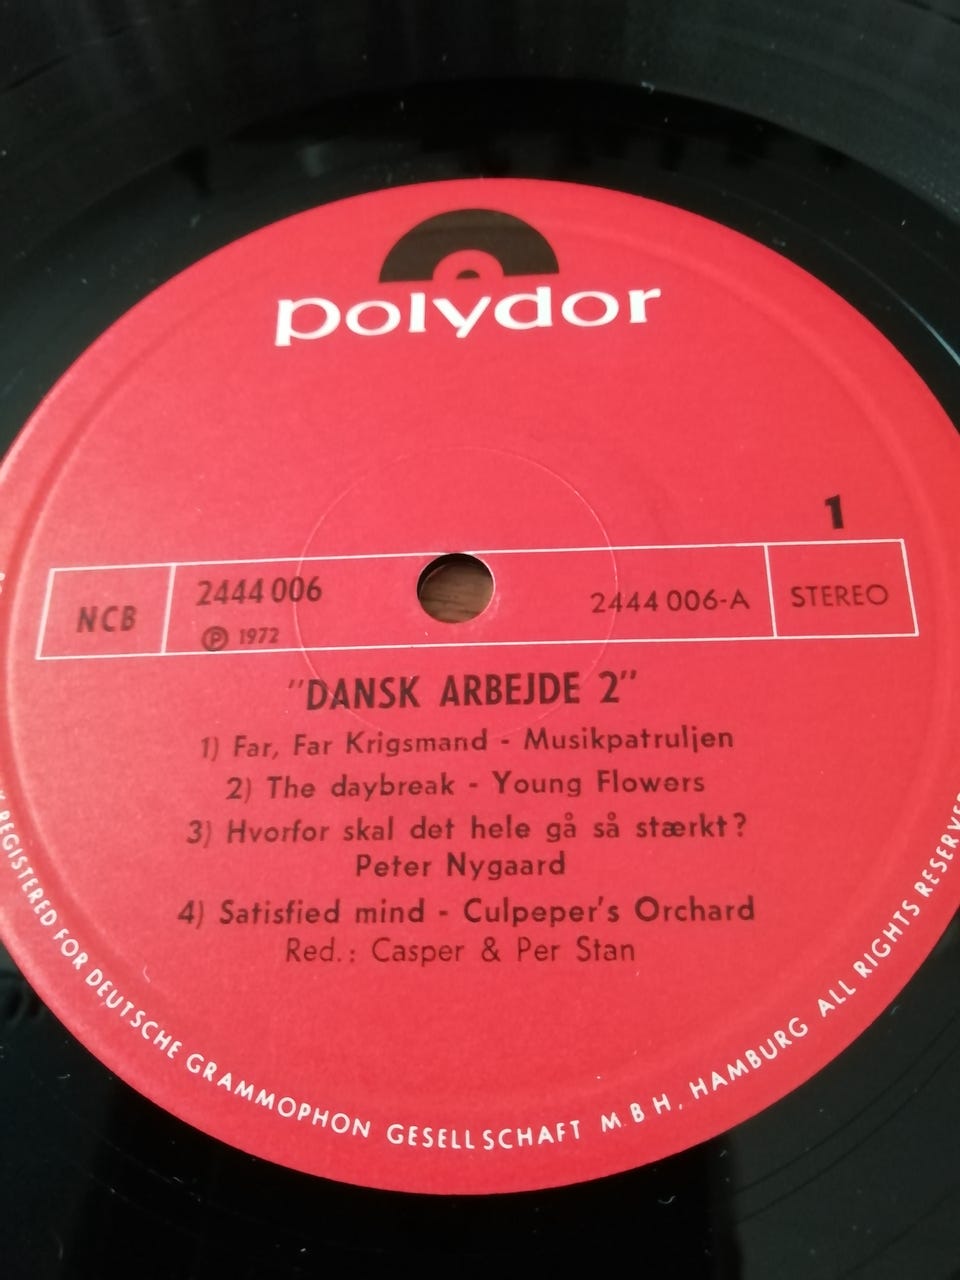 polydor
1
NCB
2444 006
℗ 1972
2444 006-A
STEREO
"DANSK ARBEJDE 2"
1) Far, Far Krigsmand - Musikpatruljen
2) The daybreak - Young Flowers
3) Hvorfor skal det hele gå så stærkt?
Peter Nygaard
4) Satisfied mind - Culpeper's Orchard
Red.: Casper & Per Stan
REGISTERED FOR DEUTSCHE GRAMMOPHON GESELLSCHAFT M.B H, HAMBURG ALL RIGHTS